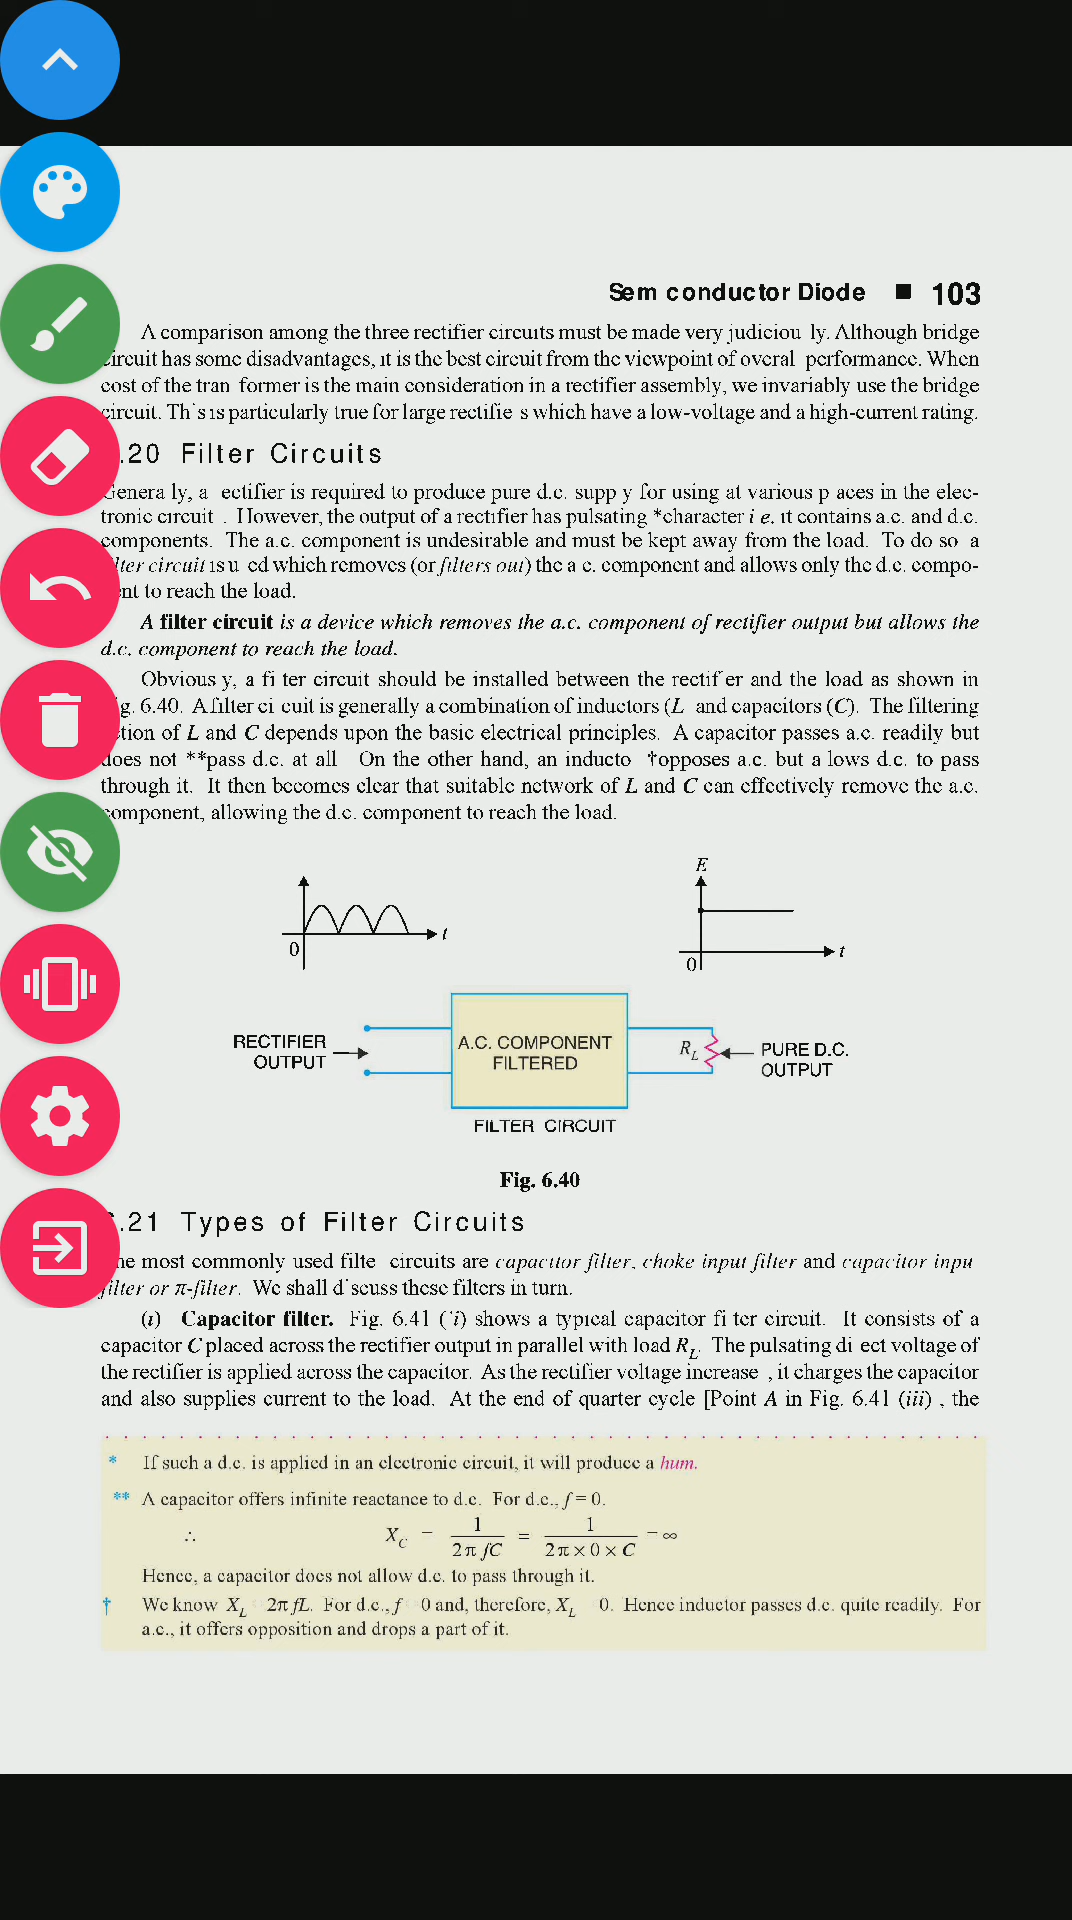 Sem conductor Diode ■ 103
A comparison among the three rectifier circuits must be made very judiciou ly. Although bridge
circuit has some disadvantages, it is the best circuit from the viewpoint of overal performance. When
cost of the tran former is the main consideration in a rectifier assembly, we invariably use the bridge
circuit. Th s is particularly true for large rectifie s which have a low-voltage and a high-current rating.
.20 Filter Circuits
Genera ly, a ectifier is required to produce pure d.c. supp y for using at various p aces in the elec-
tronic circuit . However, the output of a rectifier has pulsating *character i e. it contains a.c. and d.c.
components. The a.c. component is undesirable and must be kept away from the load. To do so a
lter circuit is u ed which removes (or filters out) the a c. component and allows only the d.c. compo-
ent to reach the load.
A filter circuit is a device which removes the a.c. component of rectifier output but allows the
d.c. component to reach the load.
Obvious y, a fi ter circuit should be installed between the rectif er and the load as shown in
ig. 6.40. A filter ci cuit is generally a combination of inductors (L and capacitors (C). The filtering
ction of L and C depends upon the basic electrical principles. A capacitor passes a.c. readily but
does not **pass d.c. at all On the other hand, an inducto †opposes a.c. but a lows d.c. to pass
through it. It then becomes clear that suitable network of L and C can effectively remove the a.c.
component, allowing the d.c. component to reach the load.
E
t
0
t
0
RECTIFIER
OUTPUT
A.C. COMPONENT
FILTERED
R_L
PURE D.C.
OUTPUT
FILTER CIRCUIT
Fig. 6.40
.21 Types of Filter Circuits
he most commonly used filte circuits are capacitor filter, choke input filter and capacitor inpu
filter or π-filter. We shall d scuss these filters in turn.
(i) Capacitor filter. Fig. 6.41 (i) shows a typical capacitor fi ter circuit. It consists of a
capacitor C placed across the rectifier output in parallel with load R_L. The pulsating di ect voltage of
the rectifier is applied across the capacitor. As the rectifier voltage increase , it charges the capacitor
and also supplies current to the load. At the end of quarter cycle [Point A in Fig. 6.41 (iii) , the
* If such a d.c. is applied in an electronic circuit, it will produce a hum.
** A capacitor offers infinite reactance to d.c. For d.c., f = 0.
∴ X_C = 1 / 2π fC = 1 / 2π × 0 × C = ∞
Hence, a capacitor does not allow d.c. to pass through it.
† We know X_L 2π fL. For d.c., f 0 and, therefore, X_L 0. Hence inductor passes d.c. quite readily. For
a.c., it offers opposition and drops a part of it.